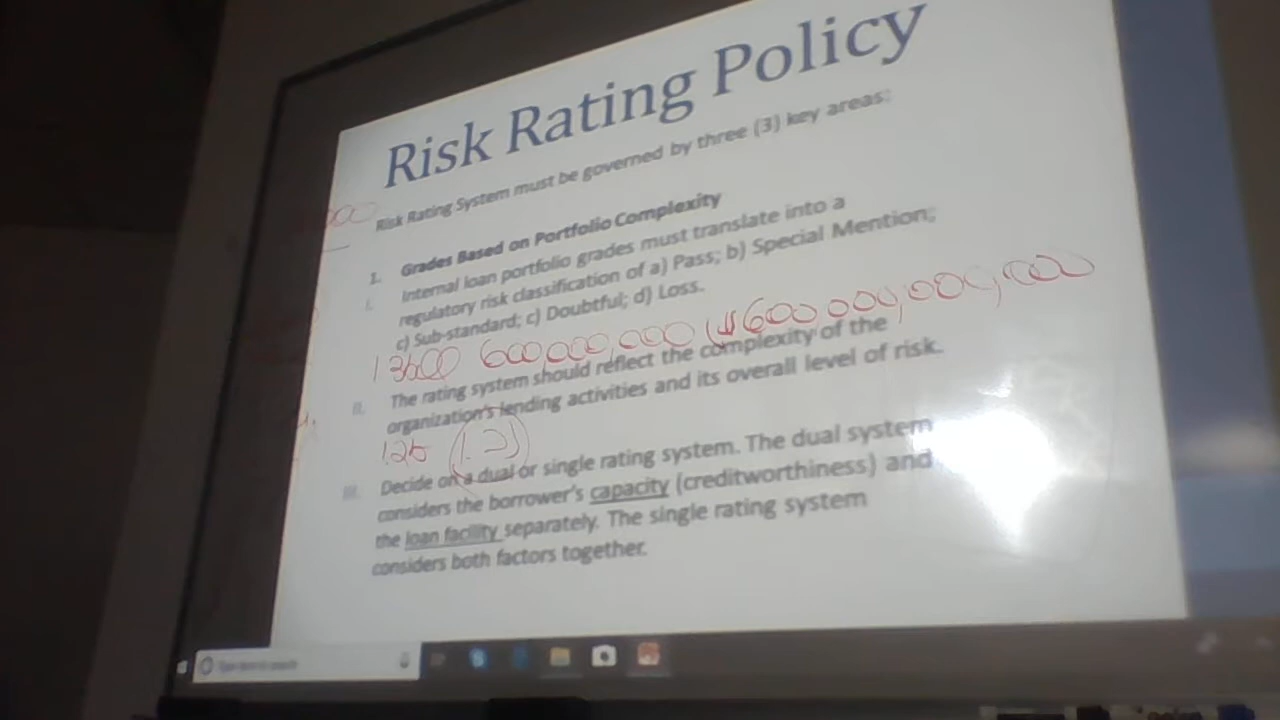 Risk Rating Policy
Risk Rating System must be governed by three (3) key areas:
1. Grades Based on Portfolio Complexity
I. Internal loan portfolio grades must translate into a
regulatory risk classification of a) Pass; b) Special Mention;
c) Sub-standard; c) Doubtful; d) Loss.
600,000,000
II. The rating system should reflect the complexity of the
organization's lending activities and its overall level of risk.
III. Decide on a dual or single rating system. The dual system
considers the borrower's capacity (creditworthiness) and
the loan facility separately. The single rating system
considers both factors together.